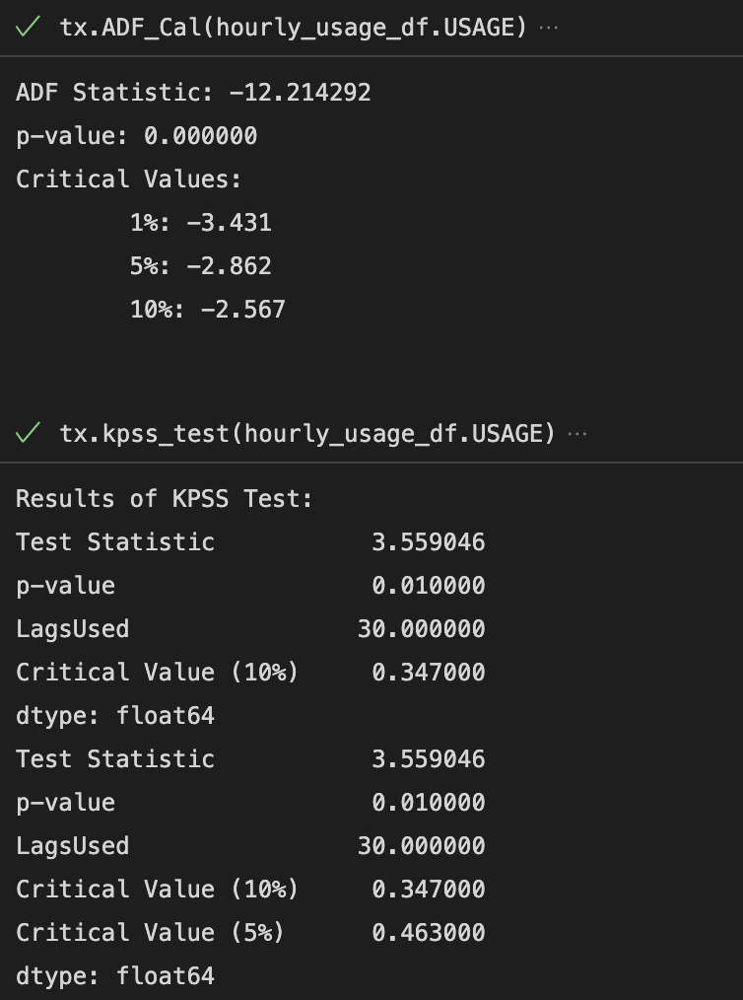 tx.ADF_Cal(hourly_usage_df.USAGE) ...
ADF Statistic: -12.214292
p-value: 0.000000
Critical Values:
	1%: -3.431
	5%: -2.862
	10%: -2.567
tx.kpss_test(hourly_usage_df.USAGE) ...
Results of KPSS Test:
Test Statistic           3.559046
p-value                  0.010000
LagsUsed                30.000000
Critical Value (10%)     0.347000
dtype: float64
Test Statistic           3.559046
p-value                  0.010000
LagsUsed                30.000000
Critical Value (10%)     0.347000
Critical Value (5%)      0.463000
dtype: float64